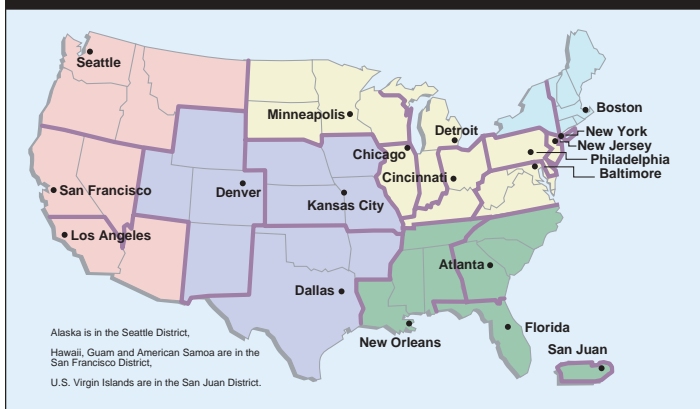 Seattle
Minneapolis
Detroit
Boston
New York
New Jersey
Philadelphia
Baltimore
Chicago
Cincinnati
San Francisco
Denver
Kansas City
Los Angeles
Atlanta
Dallas
New Orleans
Florida
San Juan
Alaska is in the Seattle District,
Hawaii, Guam and American Samoa are in the
San Francisco District,
U.S. Virgin Islands are in the San Juan District.